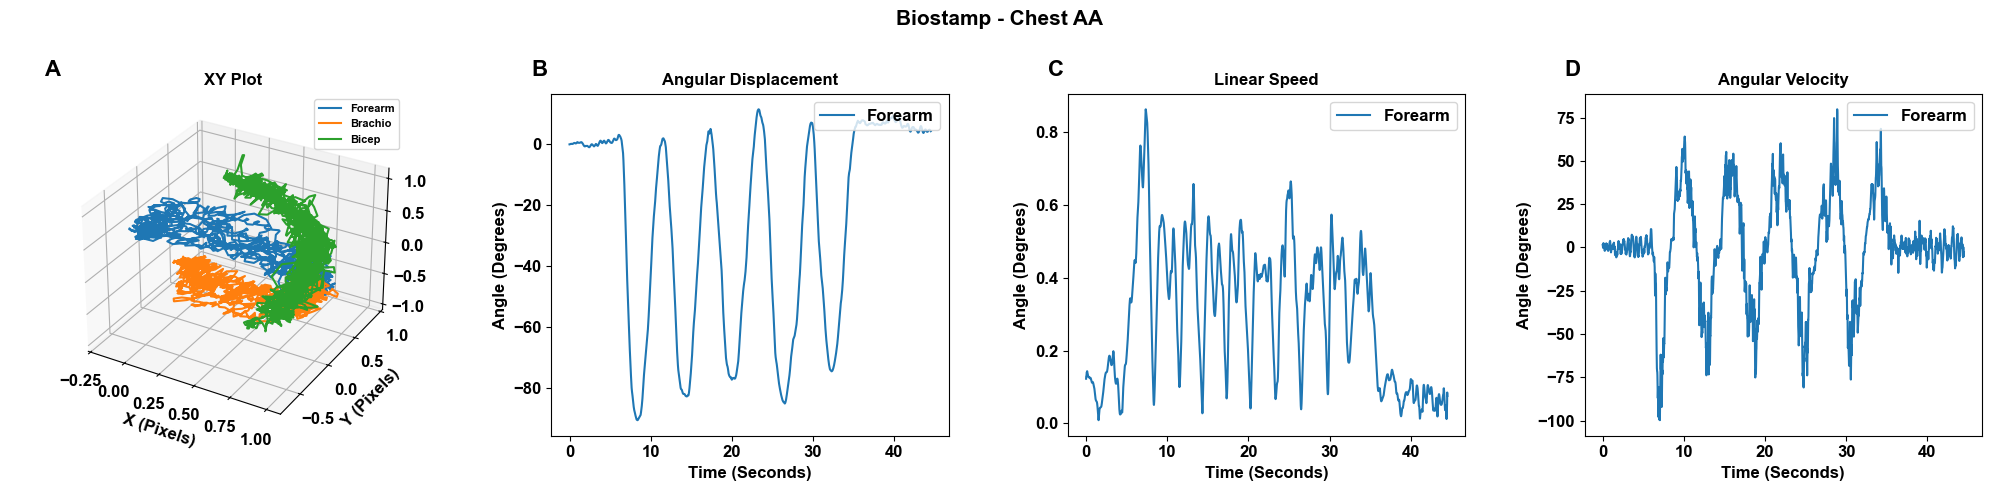 Biostamp - Chest AA
A
XY Plot
Forearm
Brachio
Bicep
1.0
0.5
0.0
−0.5
−1.0
1.0
0.5
0.0
−0.5
Y (Pixels)
−0.25
0.00
0.25
0.50
0.75
1.00
X (Pixels)
B
Angular Displacement
Forearm
0
−20
−40
−60
−80
Angle (Degrees)
0 10 20 30 40
Time (Seconds)
C
Linear Speed
Forearm
0.8
0.6
0.4
0.2
0.0
Angle (Degrees)
0 10 20 30 40
Time (Seconds)
D
Angular Velocity
Forearm
75
50
25
0
−25
−50
−75
−100
Angle (Degrees)
0 10 20 30 40
Time (Seconds)